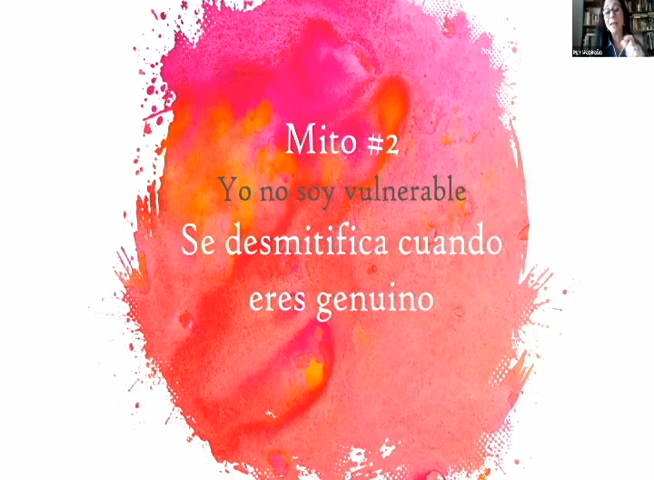 Mito #2
Yo no soy vulnerable
Se desmitifica cuando
eres genuino